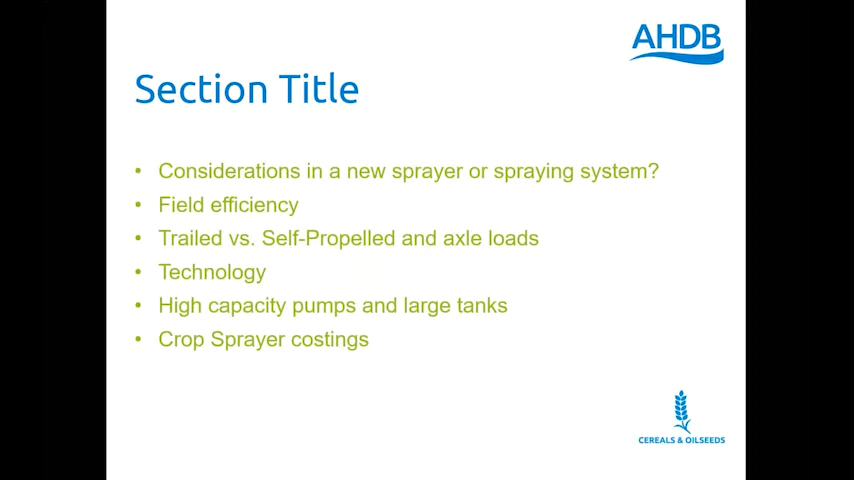 AHDB
Section Title
• Considerations in a new sprayer or spraying system?
• Field efficiency
• Trailed vs. Self-Propelled and axle loads
• Technology
• High capacity pumps and large tanks
• Crop Sprayer costings
CEREALS & OILSEEDS